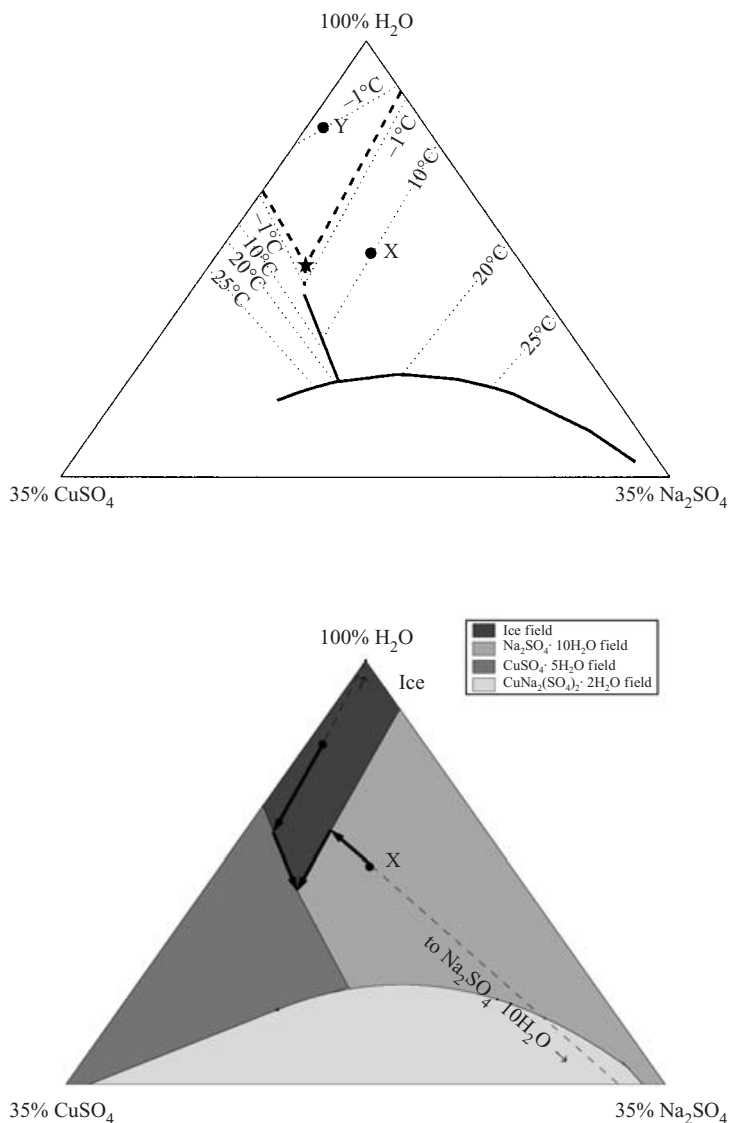 100% H₂O
−1°C
Y
−1°C
10°C
−1°C
10°C
20°C
25°C
X
20°C
25°C
35% CuSO₄
35% Na₂SO₄
100% H₂O
Ice field
Na₂SO₄· 10H₂O field
CuSO₄· 5H₂O field
CuNa₂(SO₄)₂· 2H₂O field
Ice
X
to Na₂SO₄· 10H₂O →
35% CuSO₄
35% Na₂SO₄